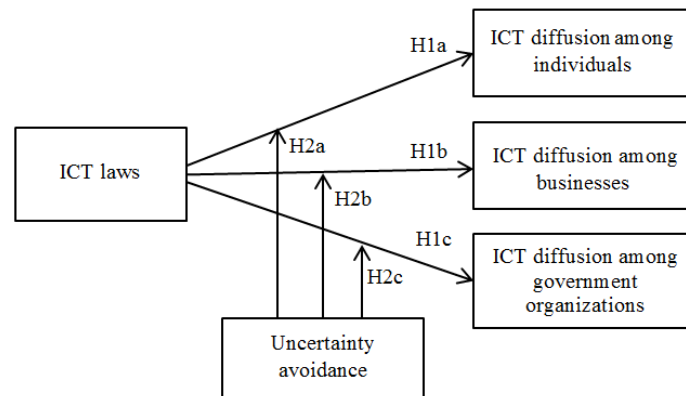 H1a
ICT diffusion among
individuals
ICT laws
H2a
H1b
ICT diffusion among
businesses
H2b
H1c
H2c
ICT diffusion among
government
organizations
Uncertainty
avoidance